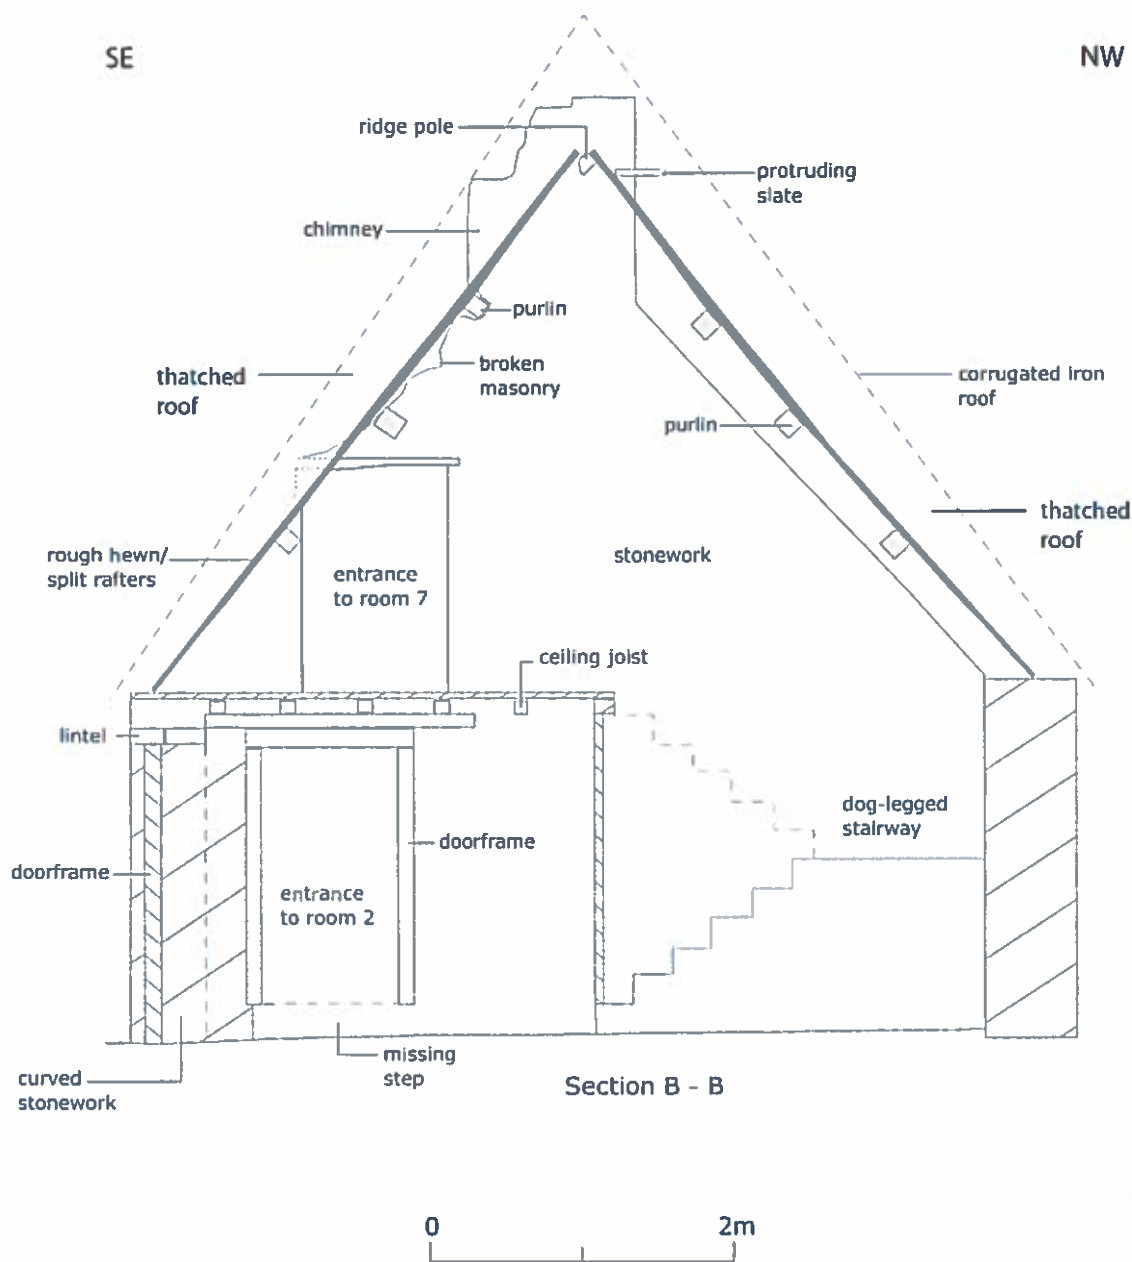 SE
NW
ridge pole
protruding
slate
chimney
purlin
broken
masonry
thatched
roof
corrugated iron
roof
purlin
thatched
roof
rough hewn/
split rafters
stonework
entrance
to room 7
ceiling joist
lintel
dog-legged
stairway
doorframe
doorframe
entrance
to room 2
missing
step
curved
stonework
Section B - B
0
2m